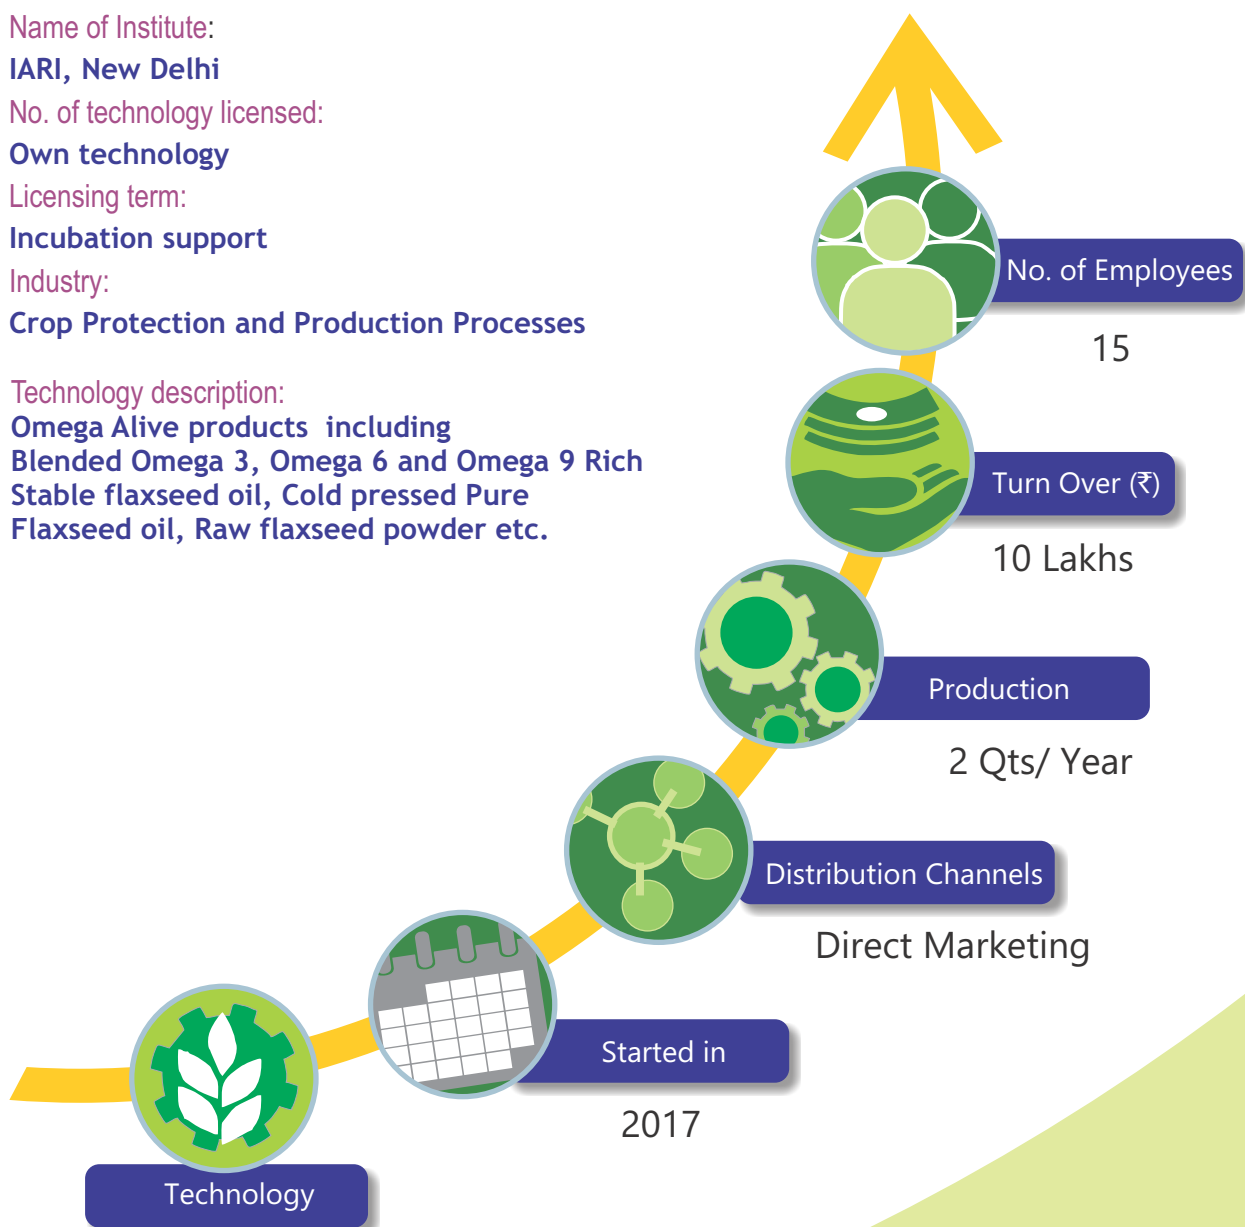 Name of Institute:
IARI, New Delhi
No. of technology licensed:
Own technology
Licensing term:
Incubation support
Industry:
Crop Protection and Production Processes
Technology description:
Omega Alive products including
Blended Omega 3, Omega 6 and Omega 9 Rich
Stable flaxseed oil, Cold pressed Pure
Flaxseed oil, Raw flaxseed powder etc.
No. of Employees
15
Turn Over (₹)
10 Lakhs
Production
2 Qts/ Year
Distribution Channels
Direct Marketing
Started in
2017
Technology